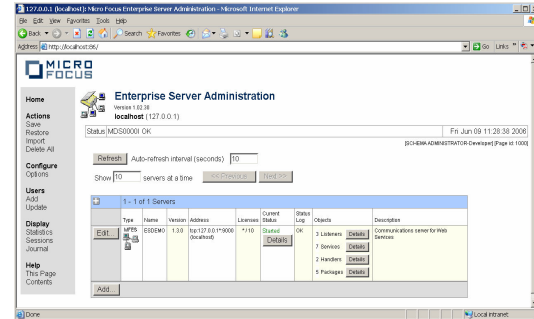 127.0.0.1 (localhost): Micro Focus Enterprise Server Administration - Microsoft Internet Explorer
File Edit View Favorites Tools Help
Back Search Favorites
Address http://localhost:86/ Go Links
MICRO FOCUS
Home
Actions
Save
Restore
Import
Delete All
Configure
Options
Users
Add
Update
Display
Statistics
Sessions
Journal
Help
This Page
Contents
Enterprise Server Administration
Version 1.02.38
localhost (127.0.0.1)
Status MDS0000I OK Fri Jun 09 11:28:38 2006
[SCHEMA ADMINISTRATOR-Developer] [Page id: 1000]
Refresh Auto-refresh interval (seconds) 10
Show 10 servers at a time << Previous Next >>
1 - 1 of 1 Servers
Type Name Version Address Licenses Current Status Status Log Objects Description
Edit... MFES ESDEMO 1.3.0 tcp:127.0.0.1*:9000 (localhost) */10 Started Details OK
3 Listeners Details Communications server for Web Services
7 Services Details
2 Handlers Details
5 Packages Details
Add...
Done Local intranet